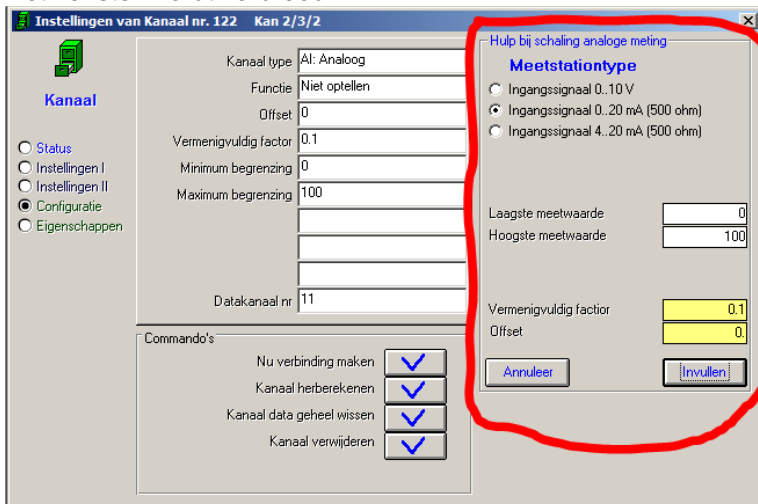 Instellingen van Kanaal nr. 122 Kan 2/3/2
Kanaal
Status
Instellingen I
Instellingen II
Configuratie
Eigenschappen
Kanaal type AI: Analoog
Functie Niet optellen
Offset 0
Vermenigvuldig factor 0.1
Minimum begrenzing 0
Maximum begrenzing 100
Datakanaal nr 11
Commando's
Nu verbinding maken
Kanaal herberekenen
Kanaal data geheel wissen
Kanaal verwijderen
Hulp bij schaling analoge meting
Meetstationtype
Ingangssignaal 0..10 V
Ingangssignaal 0..20 mA (500 ohm)
Ingangssignaal 4..20 mA (500 ohm)
Laagste meetwaarde 0
Hoogste meetwaarde 100
Vermenigvuldig factior 0.1
Offset 0.
Annuleer Invullen